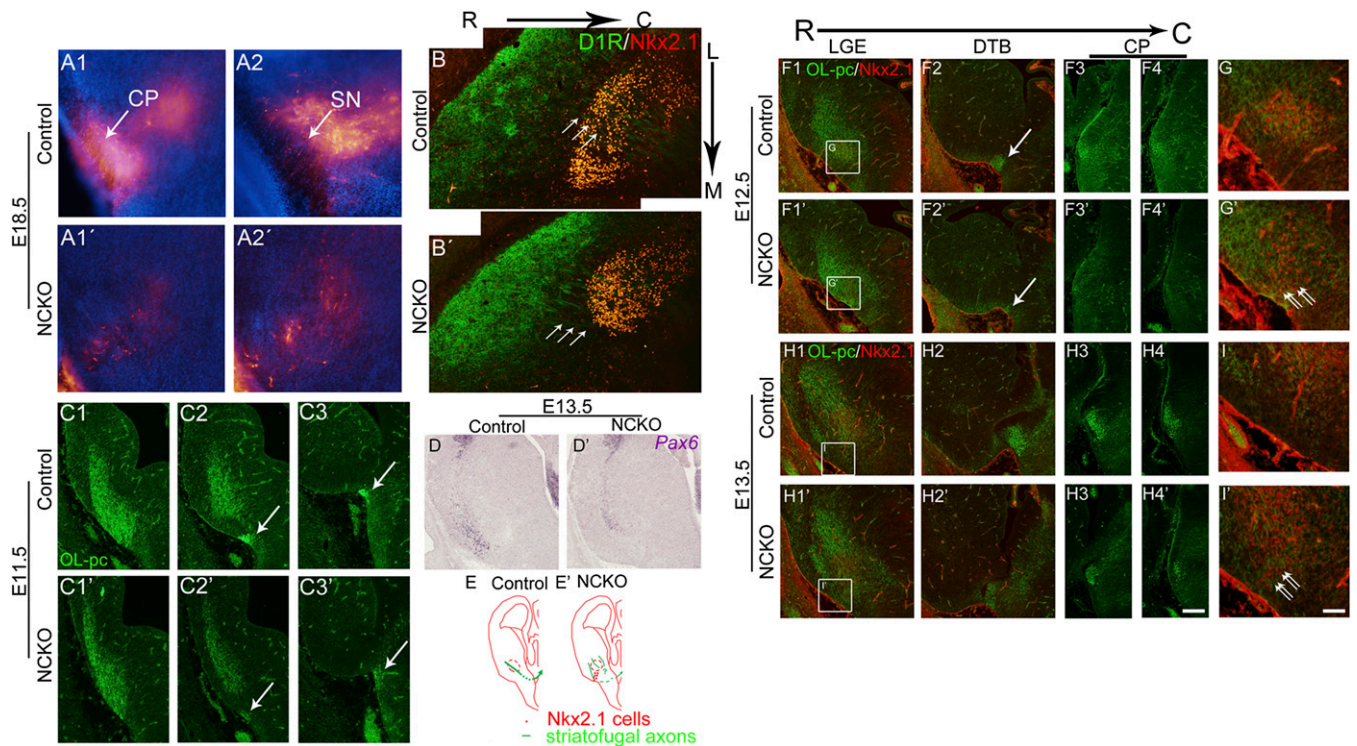 R C
A1 A2
CP SN
Control
A1´ A2´
NCKO
E18.5
B D1R/Nkx2.1
Control
L
M
B´
NCKO
C1 C2 C3
OL-pc
Control
C1' C2' C3'
NCKO
E11.5
E13.5
Control NCKO
D D' Pax6
E Control E' NCKO
Nkx2.1 cells
striatofugal axons
R C
LGE DTB CP
F1 OL-pc/Nkx2.1 F2 F3 F4 G
G
Control
F1' F2' F3' F4' G'
G'
NCKO
E12.5
H1 OL-pc/Nkx2.1 H2 H3 H4 I
I
Control
H1' H2' H3 H4' I'
NCKO
E13.5